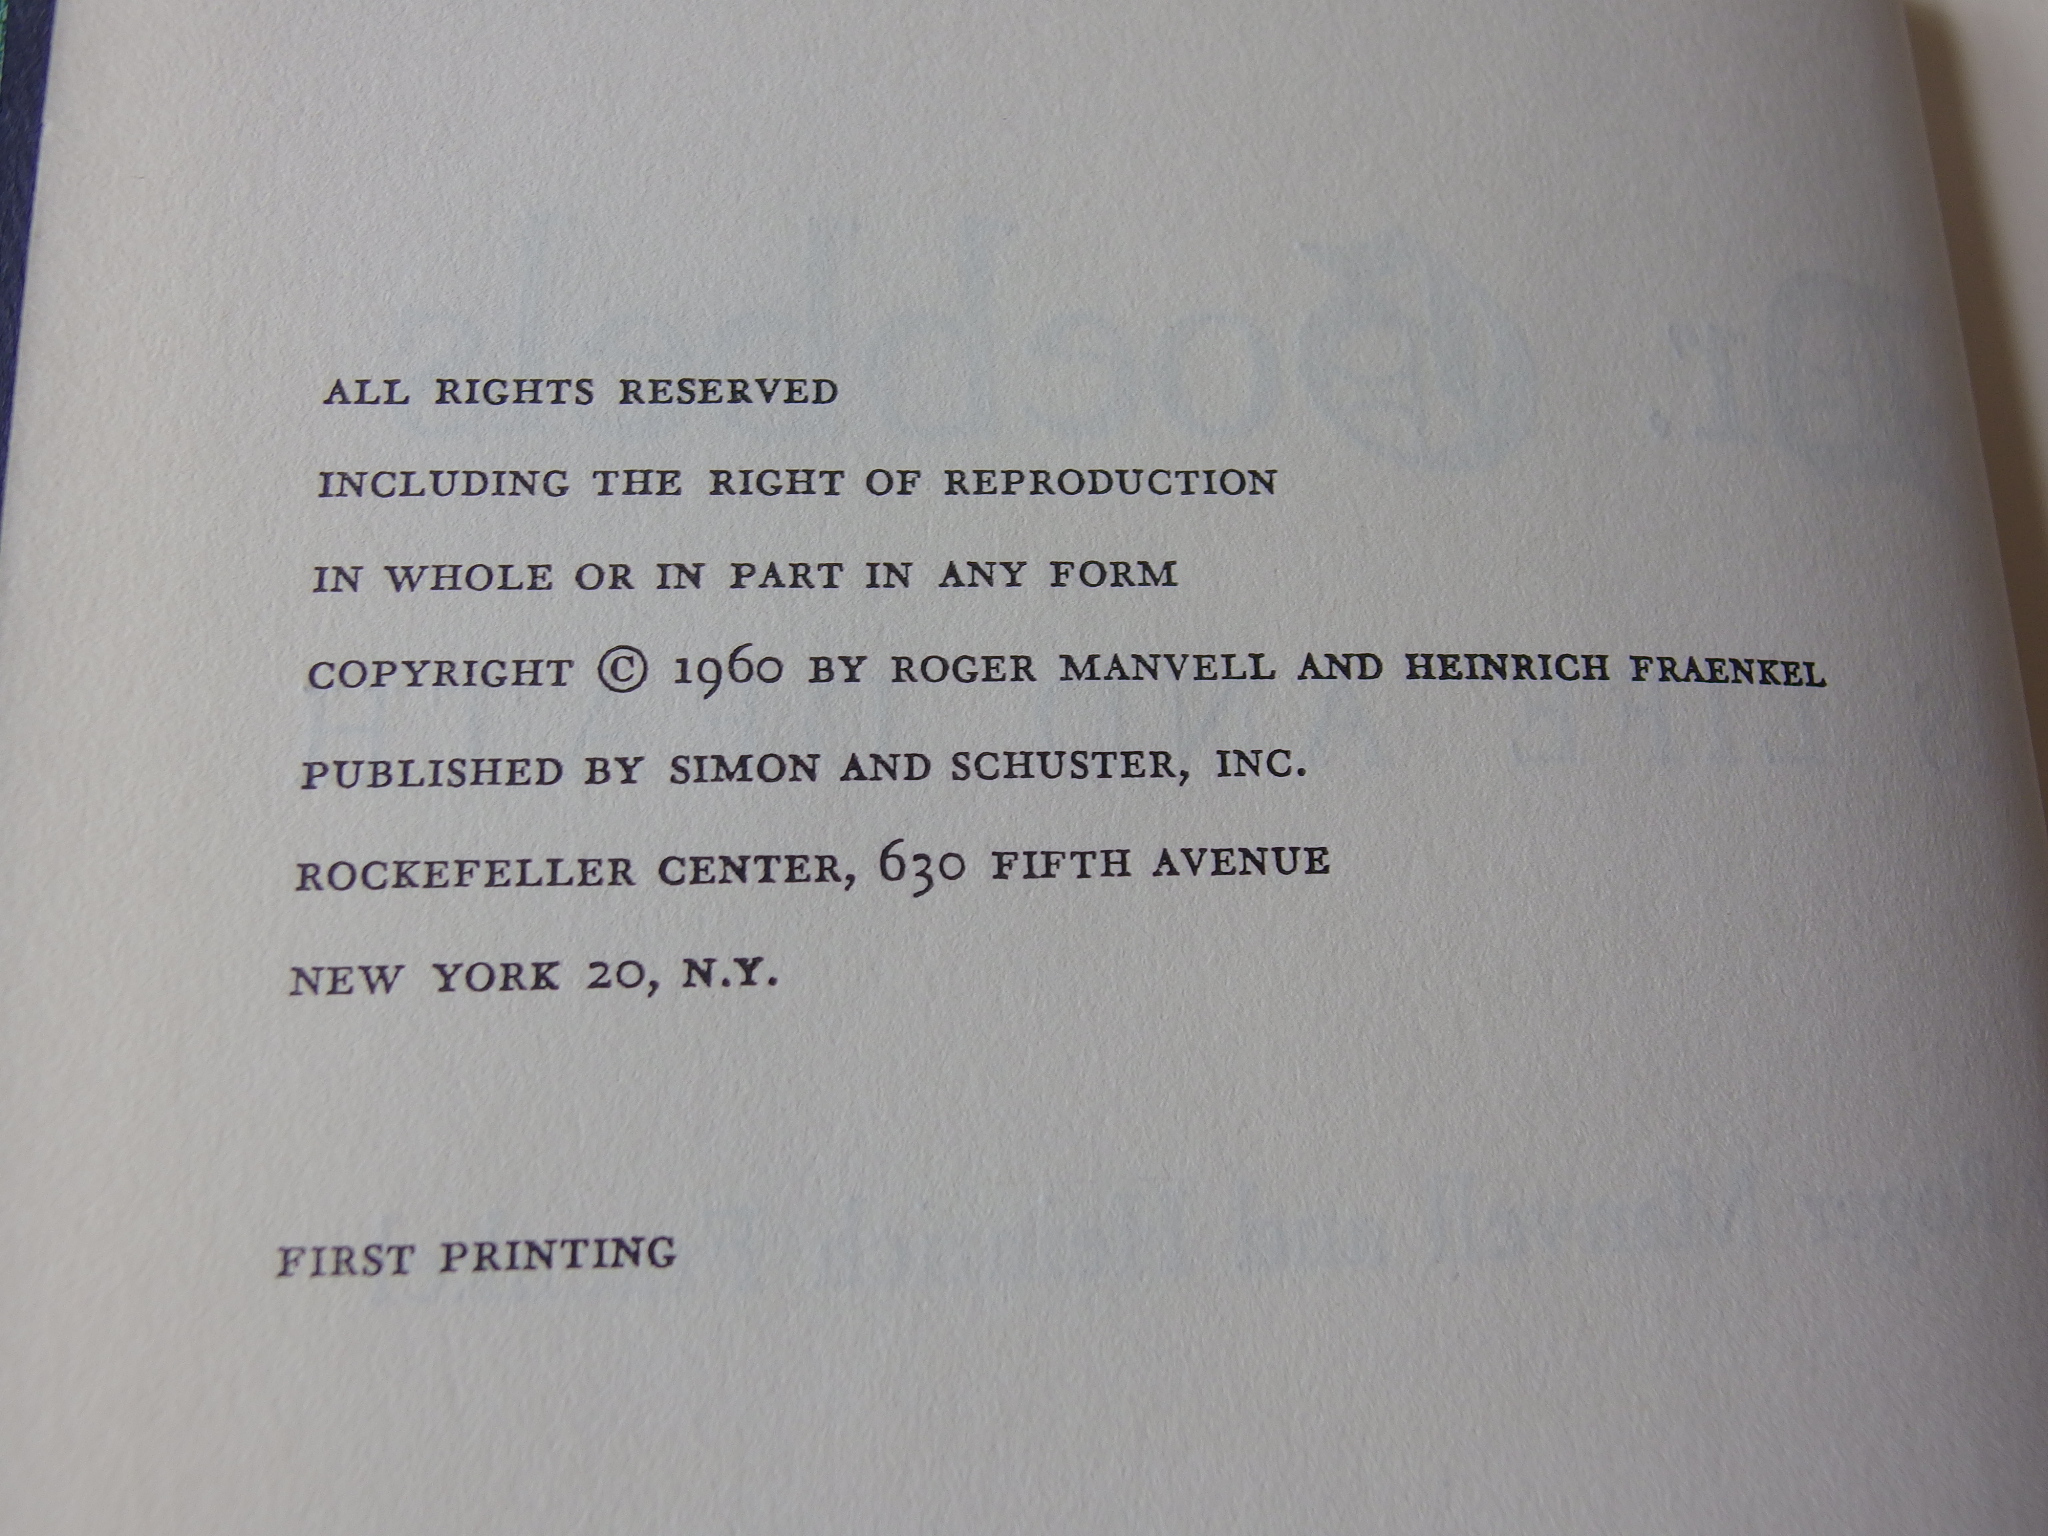 ALL RIGHTS RESERVED
INCLUDING THE RIGHT OF REPRODUCTION
IN WHOLE OR IN PART IN ANY FORM
COPYRIGHT © 1960 BY ROGER MANVELL AND HEINRICH FRAENKEL
PUBLISHED BY SIMON AND SCHUSTER, INC.
ROCKEFELLER CENTER, 630 FIFTH AVENUE
NEW YORK 20, N.Y.
FIRST PRINTING